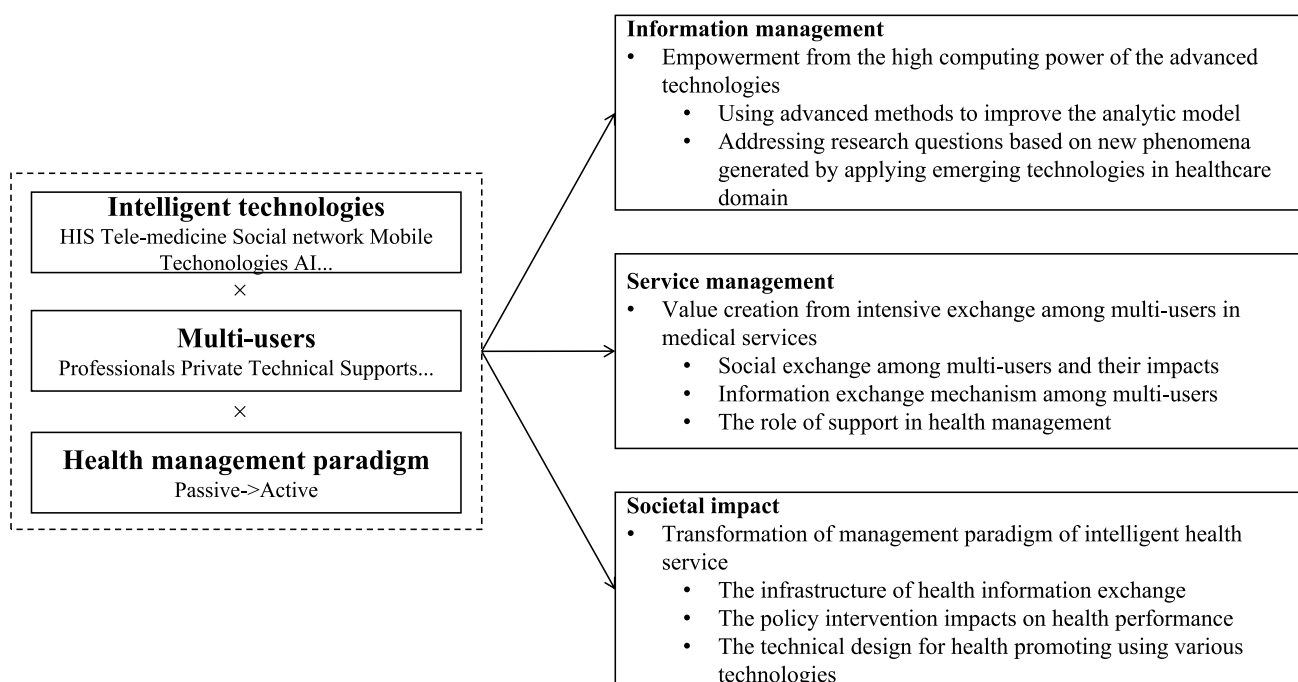 Intelligent technologies
HIS Tele-medicine Social network Mobile
Techonologies AI...
×
Multi-users
Professionals Private Technical Supports...
×
Health management paradigm
Passive->Active
Information management
• Empowerment from the high computing power of the advanced
technologies
• Using advanced methods to improve the analytic model
• Addressing research questions based on new phenomena
generated by applying emerging technologies in healthcare
domain
Service management
• Value creation from intensive exchange among multi-users in
medical services
• Social exchange among multi-users and their impacts
• Information exchange mechanism among multi-users
• The role of support in health management
Societal impact
• Transformation of management paradigm of intelligent health
service
• The infrastructure of health information exchange
• The policy intervention impacts on health performance
• The technical design for health promoting using various
technologies